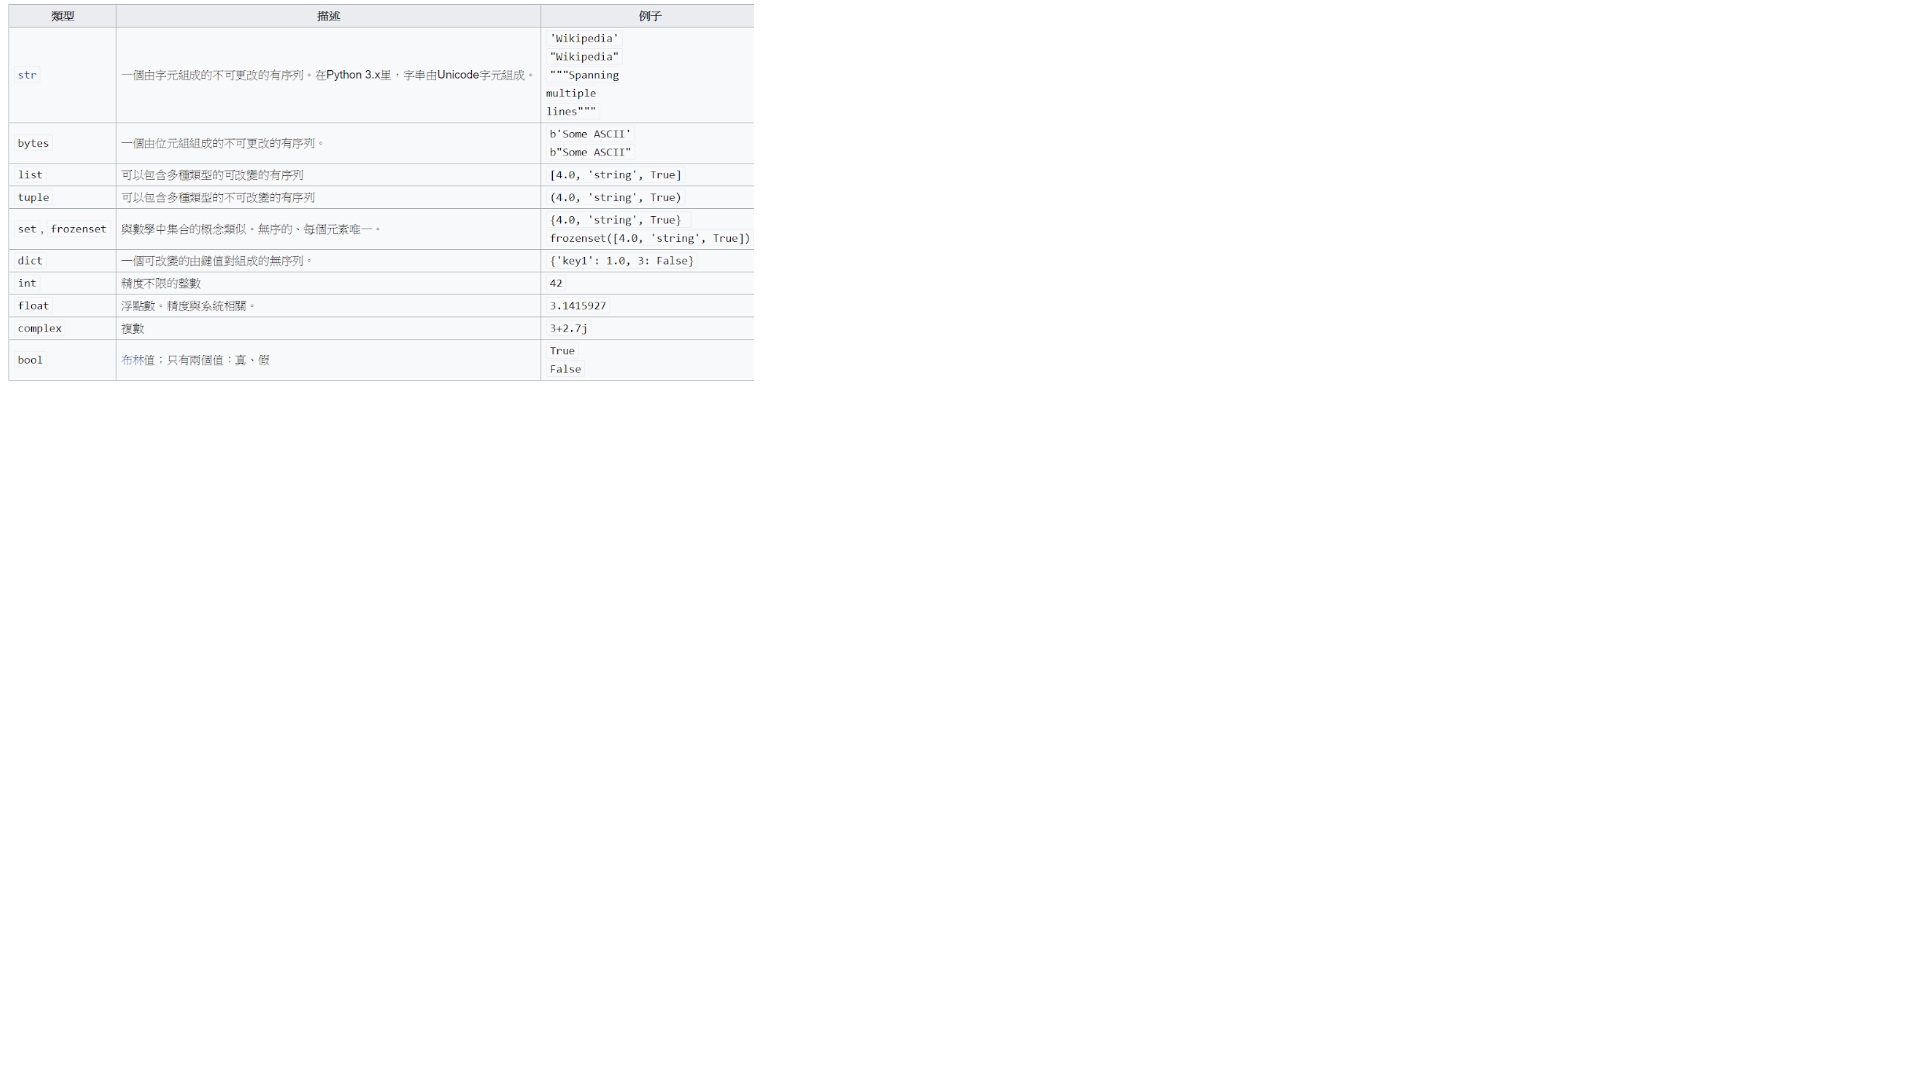 類型 描述 例子
str 一個由字元組成的不可更改的有序列。在Python 3.x里，字串由Unicode字元組成。 'Wikipedia'
"Wikipedia"
"""Spanning
multiple
lines"""
bytes 一個由位元組組成的不可更改的有序列。 b'Some ASCII'
b"Some ASCII"
list 可以包含多種類型的可改變的有序列 [4.0, 'string', True]
tuple 可以包含多種類型的不可改變的有序列 (4.0, 'string', True)
set , frozenset 與數學中集合的概念類似。無序的、每個元素唯一。 {4.0, 'string', True}
frozenset([4.0, 'string', True])
dict 一個可改變的由鍵值對組成的無序列。 {'key1': 1.0, 3: False}
int 精度不限的整數 42
float 浮點數。精度與系統相關。 3.1415927
complex 複數 3+2.7j
bool 布林值；只有兩個值：真、假 True
False